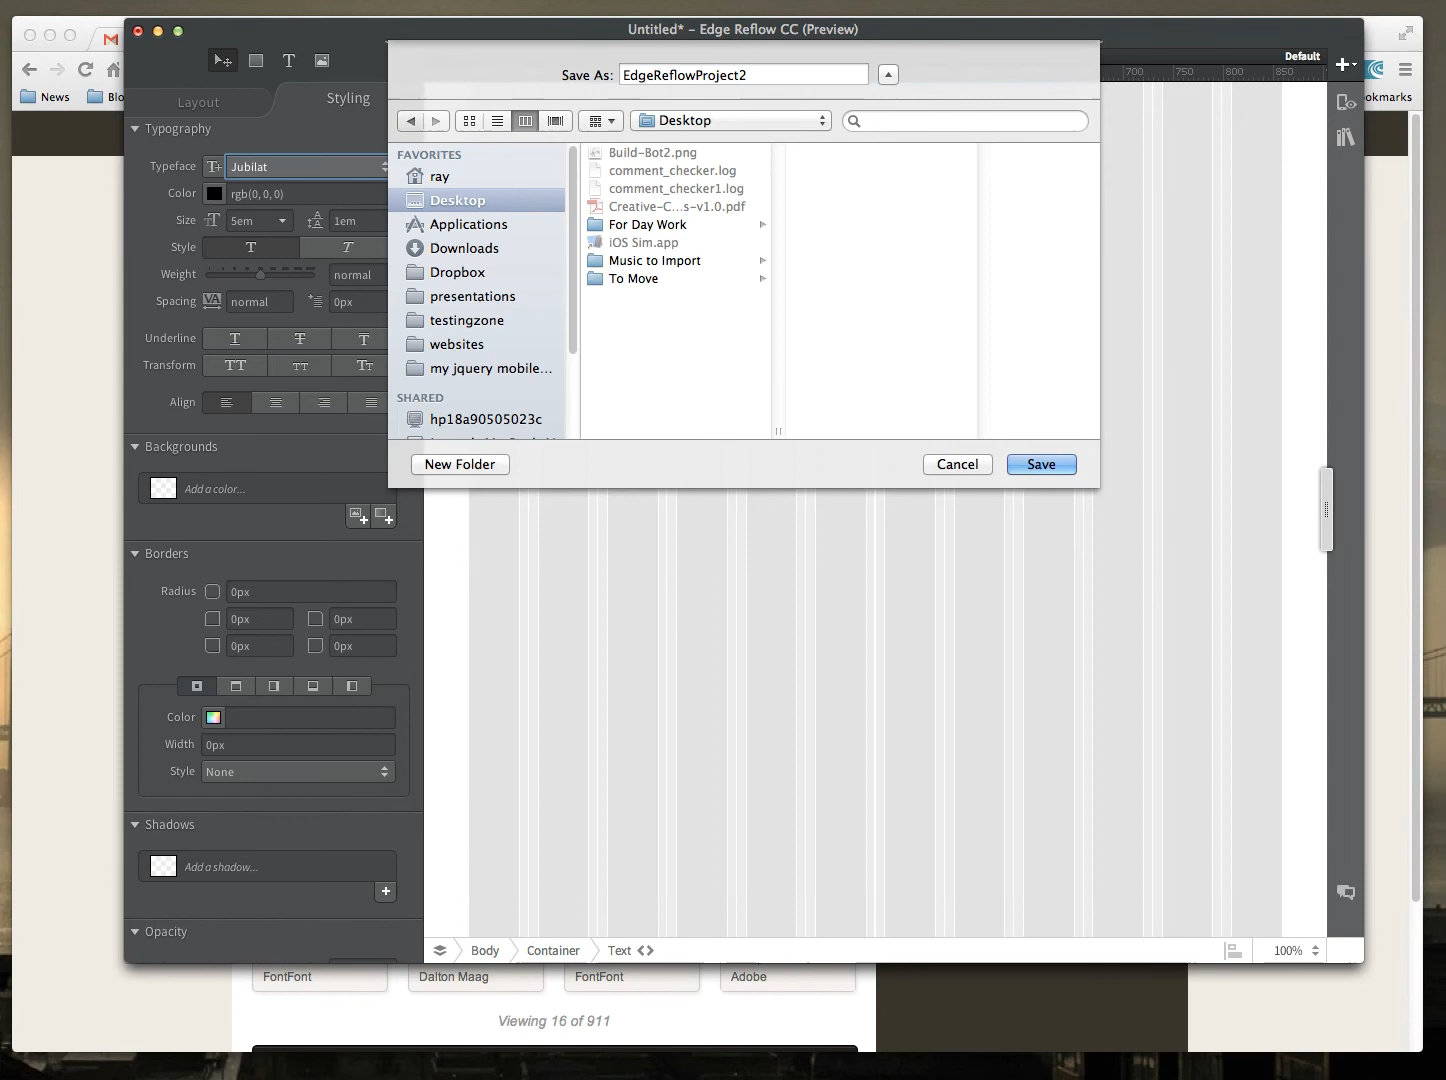 Untitled* – Edge Reflow CC (Preview)
Save As: EdgeReflowProject2
Default
700 750 800 850
News
Blo
okmarks
Layout
Styling
Desktop
Typography
Typeface T+ Jubilat
Color rgb(0, 0, 0)
Size 5em 1em
Style T T
Weight normal
Spacing VA normal 0px
Underline T T T
Transform TT TT TT
Align
Backgrounds
Add a color...
Borders
Radius 0px
0px 0px
0px 0px
Color
Width 0px
Style None
Shadows
Add a shadow...
Opacity
FAVORITES
ray
Desktop
Applications
Downloads
Dropbox
presentations
testingzone
websites
my jquery mobile...
SHARED
hp18a90505023c
Build-Bot2.png
comment_checker.log
comment_checker1.log
Creative-C...s-v1.0.pdf
For Day Work
iOS Sim.app
Music to Import
To Move
New Folder
Cancel
Save
Body Container Text
100%
FontFont Dalton Maag FontFont Adobe
Viewing 16 of 911